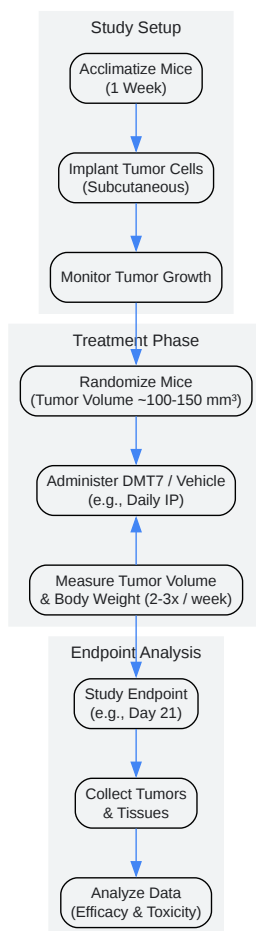 Study Setup
Acclimatize Mice
(1 Week)
Implant Tumor Cells
(Subcutaneous)
Monitor Tumor Growth
Treatment Phase
Randomize Mice
(Tumor Volume ~100-150 mm³)
Administer DMT7 / Vehicle
(e.g., Daily IP)
Measure Tumor Volume
& Body Weight (2-3x / week)
Endpoint Analysis
Study Endpoint
(e.g., Day 21)
Collect Tumors
& Tissues
Analyze Data
(Efficacy & Toxicity)